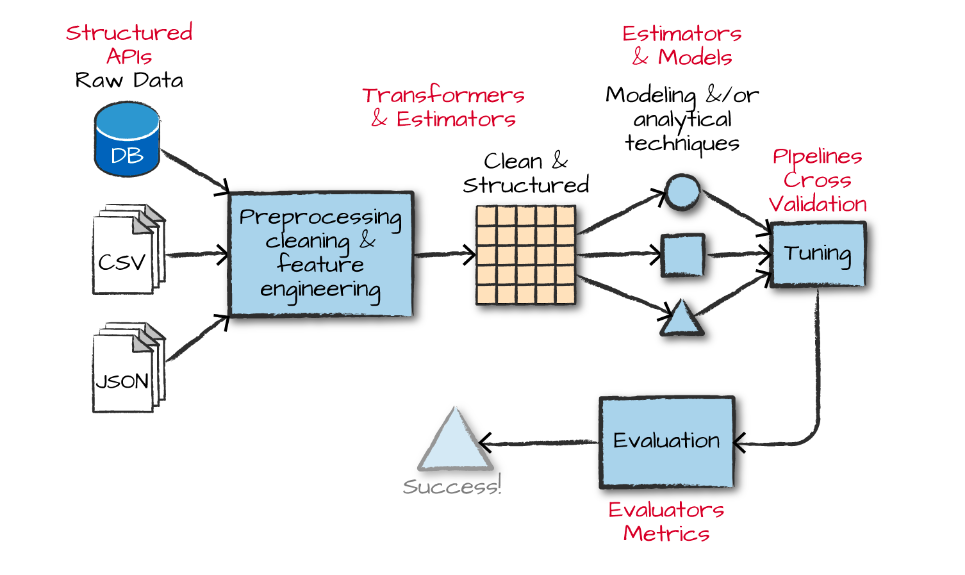 Structured
APIs
Raw Data
DB
CSV
JSON
Preprocessing
cleaning &
feature
engineering
Transformers
& Estimators
Clean &
Structured
Estimators
& Models
Modeling &/or
analytical
techniques
PIpelines
Cross
Validation
Tuning
Evaluation
Evaluators
Metrics
Success!